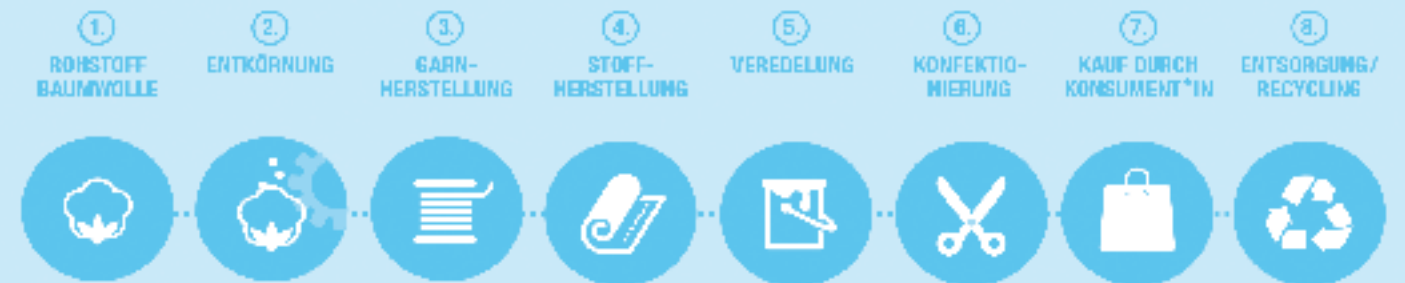 1.
ROHSTOFF
BAUMWOLLE
2.
ENTKÖRNUNG
3.
GARN-
HERSTELLUNG
4.
STOFF-
HERSTELLUNG
5.
VEREDELUNG
6.
KONFEKTIO-
NIERUNG
7.
KAUF DURCH
KONSUMENT*IN
8.
ENTSORGUNG/
RECYCLING